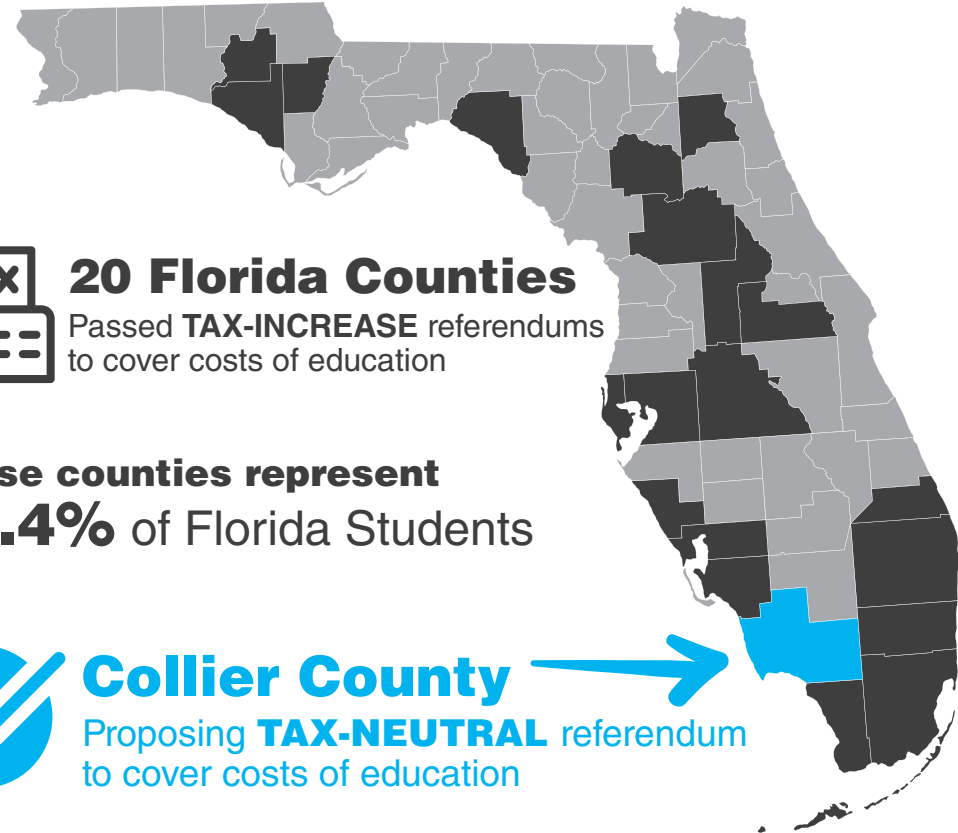 x
20 Florida Counties
Passed TAX-INCREASE referendums
to cover costs of education
se counties represent
.4% of Florida Students
Collier County
Proposing TAX-NEUTRAL referendum
to cover costs of education